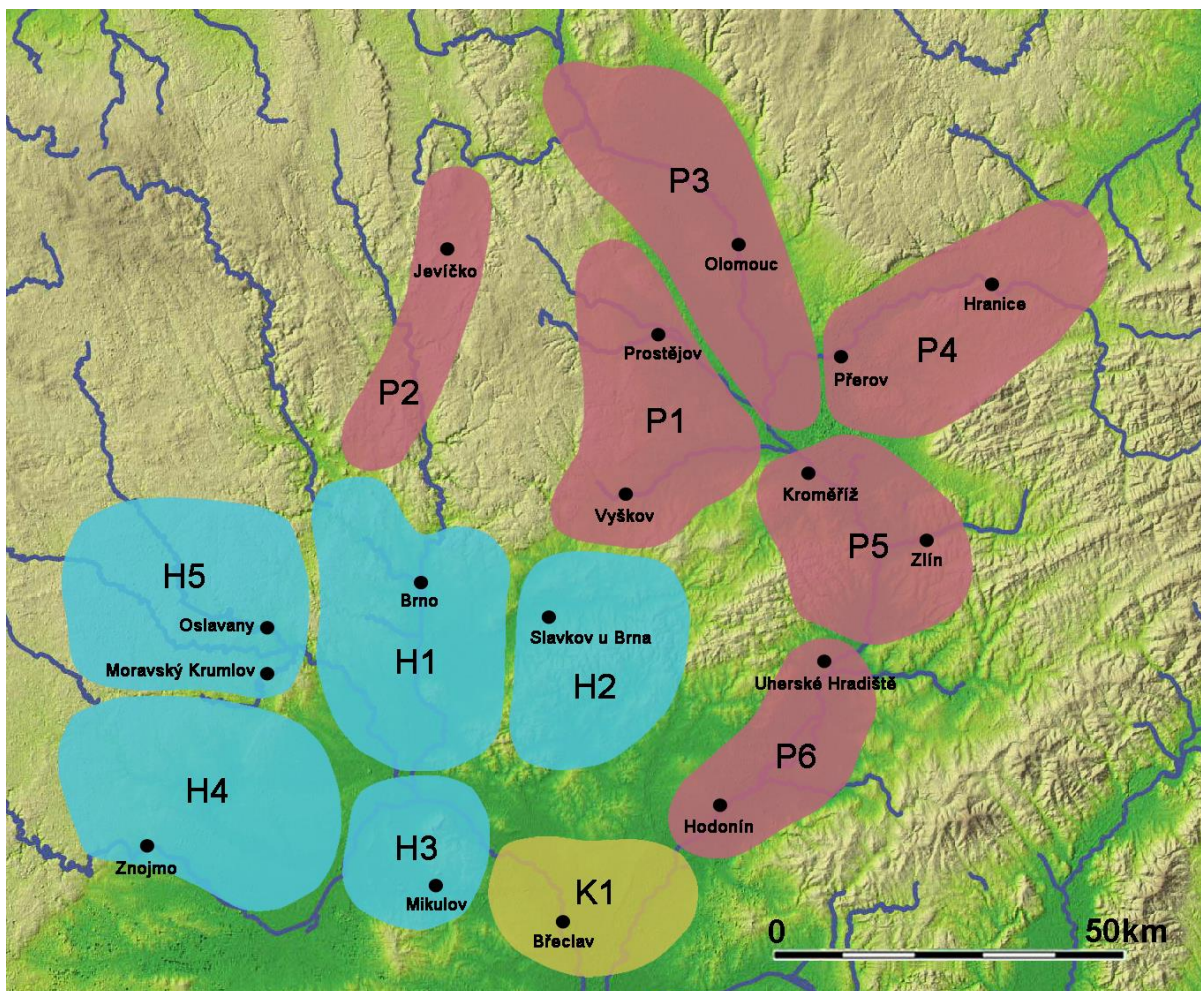 P3
Jevíčko
Olomouc
Hranice
Prostějov
Přerov
P4
P2
P1
Kroměříž
Vyškov
P5
Zlín
H5
Brno
Oslavany
Slavkov u Brna
Moravský Krumlov
H1
H2
Uherské Hradiště
P6
H4
Hodonín
Znojmo
H3
Mikulov
K1
Břeclav
0 50km